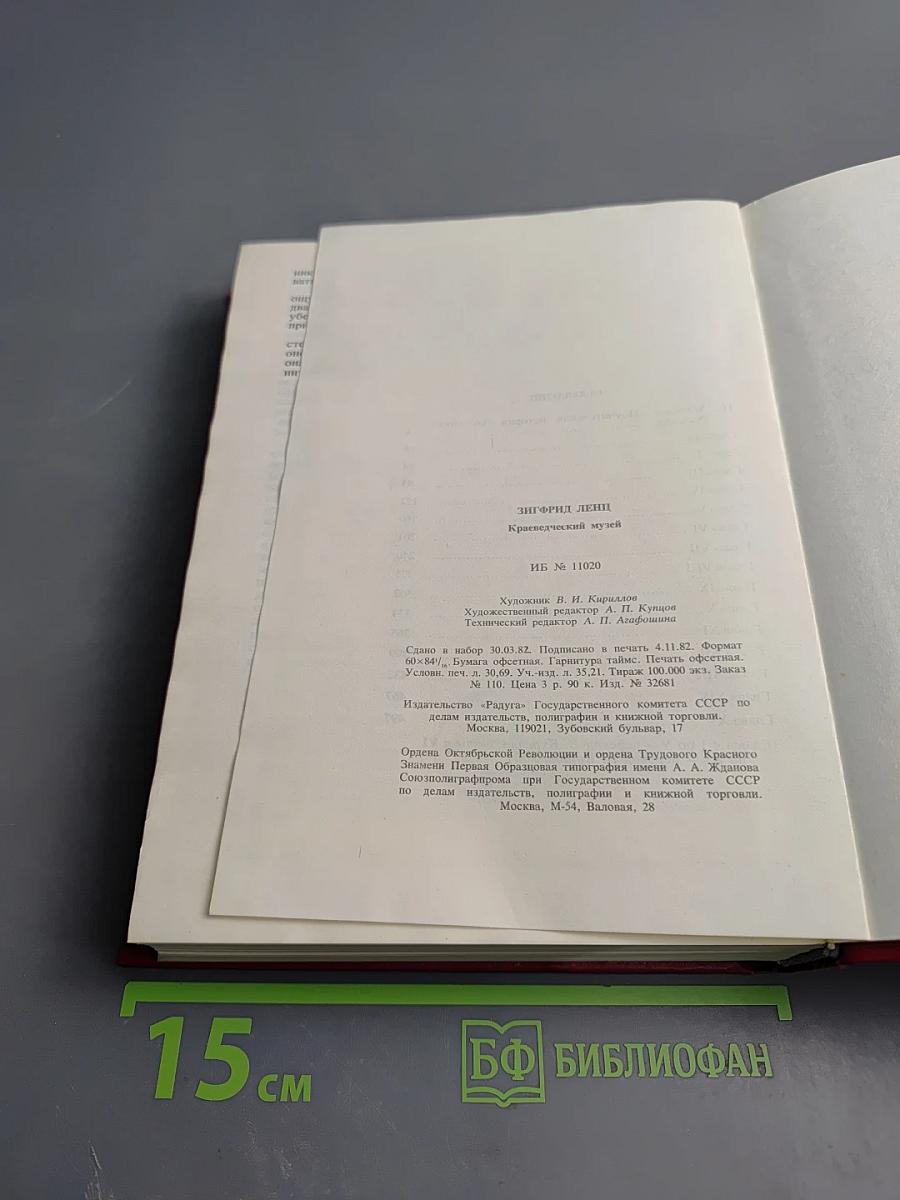 ЗИГФРИД ЛЕНЦ
Краеведческий музей
ИБ № 11020
Художник В. И. Кириллов
Художественный редактор А. П. Купцов
Технический редактор А. П. Агафошина
Сдано в набор 30.03.82. Подписано в печать 4.11.82. Формат
60×84¹/₁₆. Бумага офсетная. Гарнитура таймс. Печать офсетная.
Условн. печ. л. 30,69. Уч.-изд. л. 35,21. Тираж 100.000 экз. Заказ
№ 110. Цена 3 р. 90 к. Изд. № 32681
Издательство «Радуга» Государственного комитета СССР по
делам издательств, полиграфии и книжной торговли.
Москва, 119021, Зубовский бульвар, 17
Ордена Октябрьской Революции и ордена Трудового Красного
Знамени Первая Образцовая типография имени А. А. Жданова
Союзполиграфпрома при Государственном комитете СССР
по делам издательств, полиграфии и книжной торговли.
Москва, М-54, Валовая, 28
15 см
БФ БИБЛИОФАН